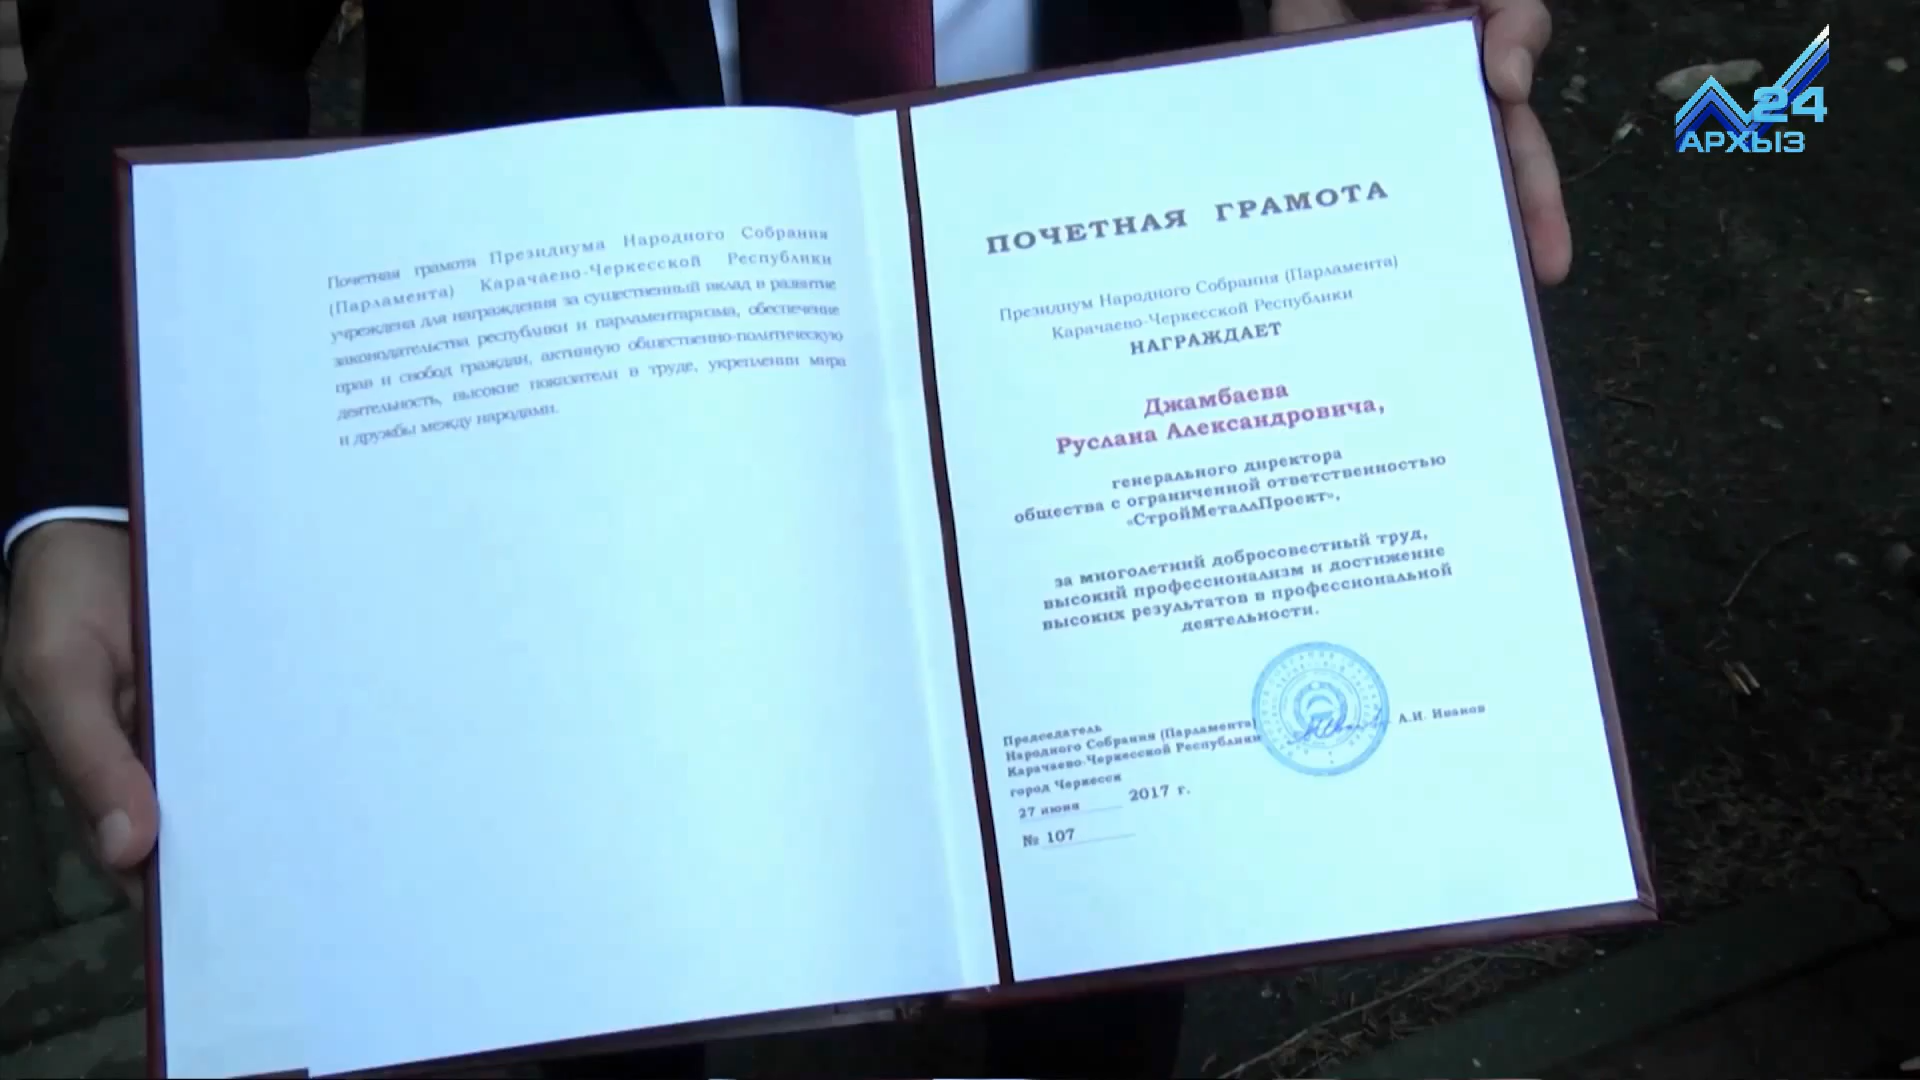 Почетная грамота Президиума Народного Собрания
(Парламента) Карачаево-Черкесской Республики
учреждена для награждения за существенный вклад в развитие
законодательства республики и парламентаризма, обеспечение
прав и свобод граждан, активную общественно-политическую
деятельность, высокие показатели в труде, укреплении мира
и дружбы между народами.
ПОЧЕТНАЯ ГРАМОТА
Президиум Народного Собрания (Парламента)
Карачаево-Черкесской Республики
НАГРАЖДАЕТ
Джамбаева
Руслана Александровича,
генерального директора
общества с ограниченной ответственностью
«СтройМеталлПроект»,
за многолетний добросовестный труд,
высокий профессионализм и достижение
высоких результатов в профессиональной
деятельности.
Председатель
Народного Собрания (Парламента)
Карачаево-Черкесской Республики
А.И. Иванов
город Черкесск
27 июня 2017 г.
№ 107
24
АРХЫЗ